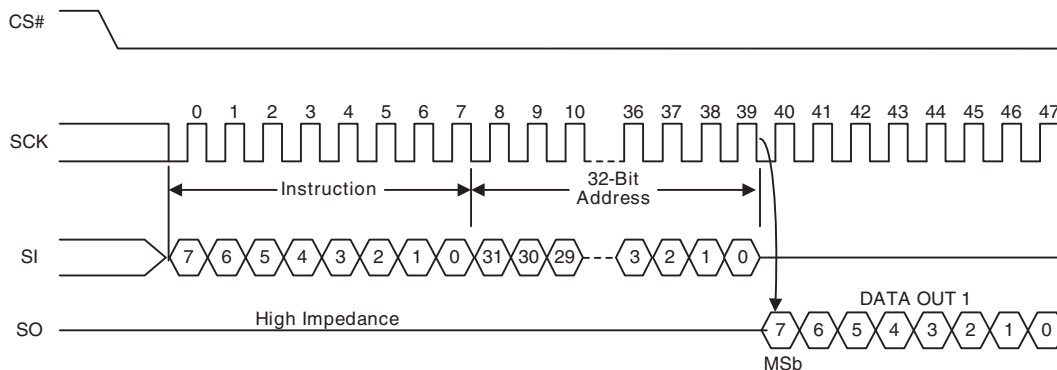 CS#
0 1 2 3 4 5 6 7 8 9 10 36 37 38 39 40 41 42 43 44 45 46 47
SCK
Instruction
32-Bit
Address
SI
7 6 5 4 3 2 1 0 31 30 29 3 2 1 0
DATA OUT 1
High Impedance
SO
7 6 5 4 3 2 1 0
MSb